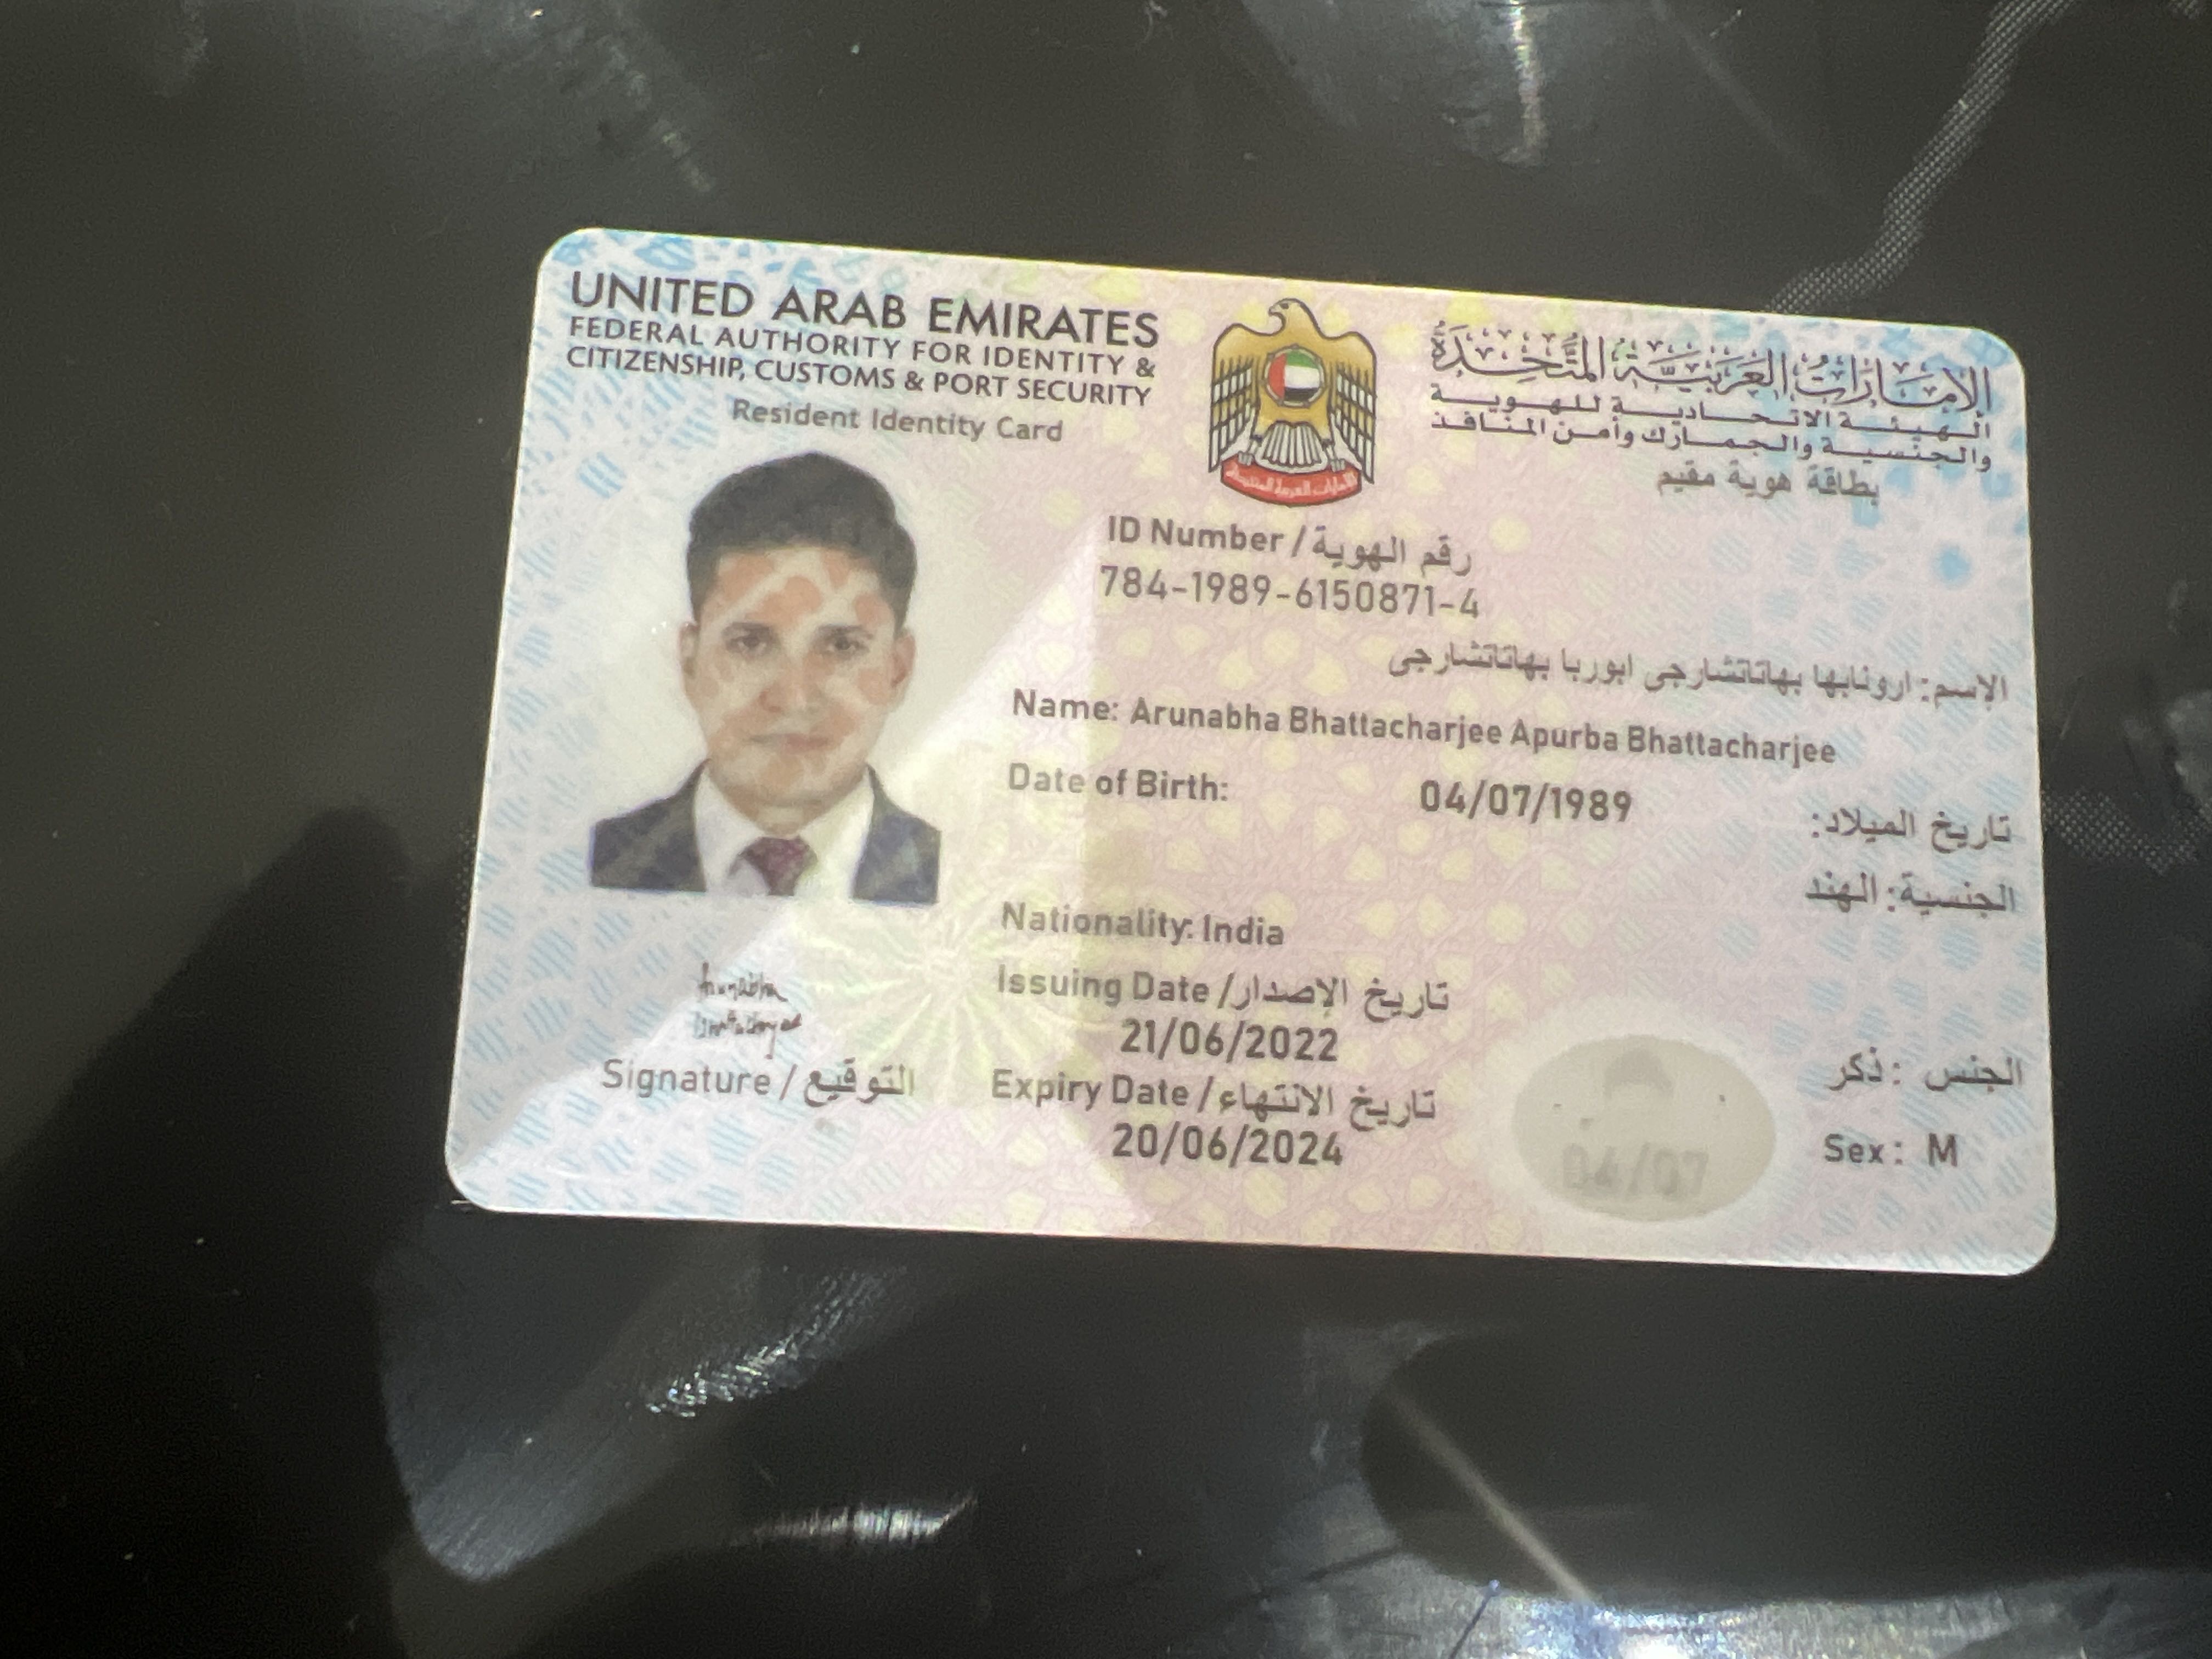 UNITED ARAB EMIRATES
FEDERAL AUTHORITY FOR IDENTITY &
CITIZENSHIP, CUSTOMS & PORT SECURITY
Resident Identity Card
الإمارات العربية المتحدة
الهيئة الاتحادية للهوية
والجنسية والجمارك وأمن المنافذ
بطاقة هوية مقيم
ID Number / رقم الهوية
784-1989-6150871-4
الإسم: ارونابها بهاتاتشارجى ابوربا بهاتاتشارجى
Name: Arunabha Bhattacharjee Apurba Bhattacharjee
Date of Birth: 04/07/1989 تاريخ الميلاد:
Nationality: India الجنسية: الهند
Issuing Date / تاريخ الإصدار
21/06/2022
Expiry Date / تاريخ الانتهاء
20/06/2024
Signature / التوقيع
الجنس: ذكر
Sex: M
04/07